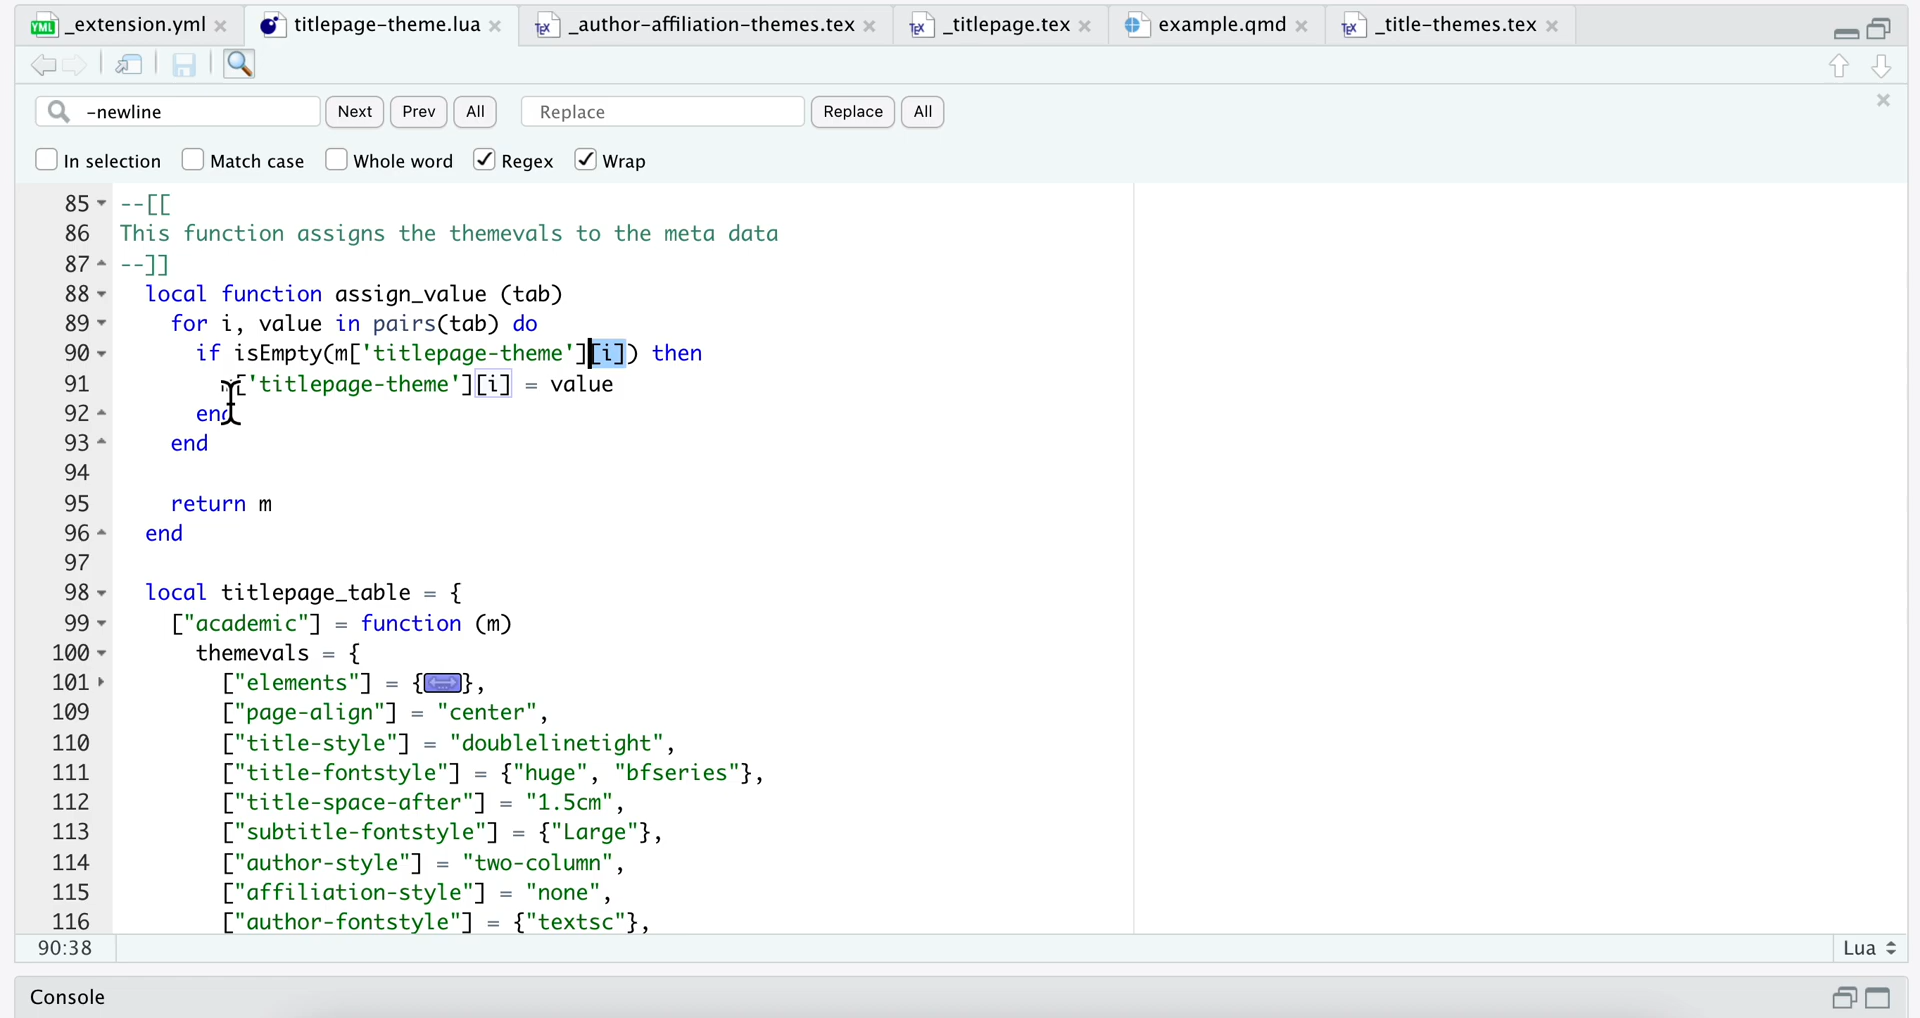 _extension.yml titlepage-theme.lua _author-affiliation-themes.tex _titlepage.tex example.qmd _title-themes.tex
-newline Next Prev All Replace Replace All
In selection Match case Whole word Regex Wrap
85 --[[
86 This function assigns the themevals to the meta data
87 --]]
88 local function assign_value (tab)
89 for i, value in pairs(tab) do
90 if isEmpty(m['titlepage-theme'][i]) then
91 ['titlepage-theme'][i] = value
92 end
93 end
94
95 return m
96 end
97
98 local titlepage_table = {
99 ["academic"] = function (m)
100 themevals = {
101 ["elements"] = {},
109 ["page-align"] = "center",
110 ["title-style"] = "doublelinetight",
111 ["title-fontstyle"] = {"huge", "bfseries"},
112 ["title-space-after"] = "1.5cm",
113 ["subtitle-fontstyle"] = {"Large"},
114 ["author-style"] = "two-column",
115 ["affiliation-style"] = "none",
116 ["author-fontstyle"] = {"textsc"},
90:38 Lua
Console